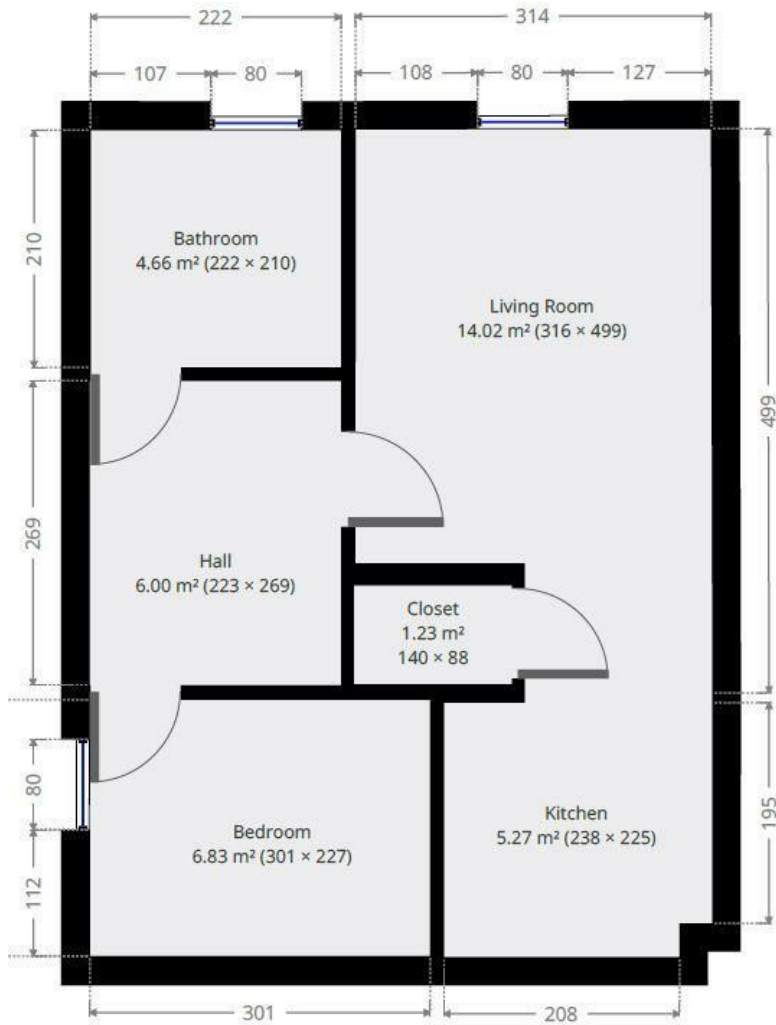 222
314
107
80
108
80
127
210
Bathroom
4.66 m² (222 × 210)
Living Room
14.02 m² (316 × 499)
499
269
Hall
6.00 m² (223 × 269)
Closet
1.23 m²
140 × 88
80
112
Bedroom
6.83 m² (301 × 227)
Kitchen
5.27 m² (238 × 225)
195
301
208